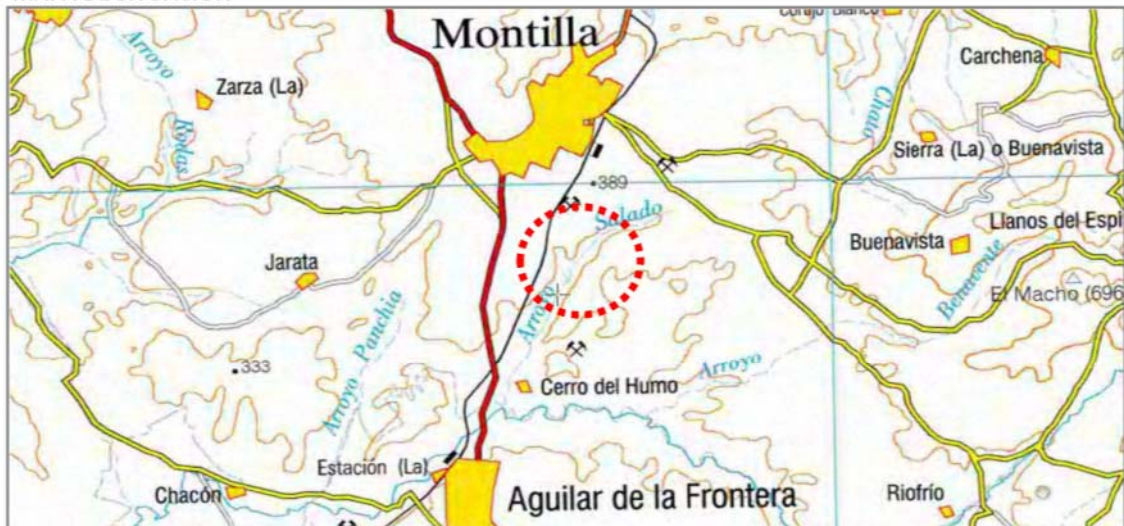 Montilla
Carchena
Arroyo
Zarza (La)
Rodas
Chato
Sierra (La) o Buenavista
389
Salado
Llanos del Espi
Buenavista
Jarata
Benavente
El Macho (696
Arroyo
Arroyo Panchia
333
Arroyo
Cerro del Humo
Estación (La)
Chacón
Aguilar de la Frontera
Riofrío